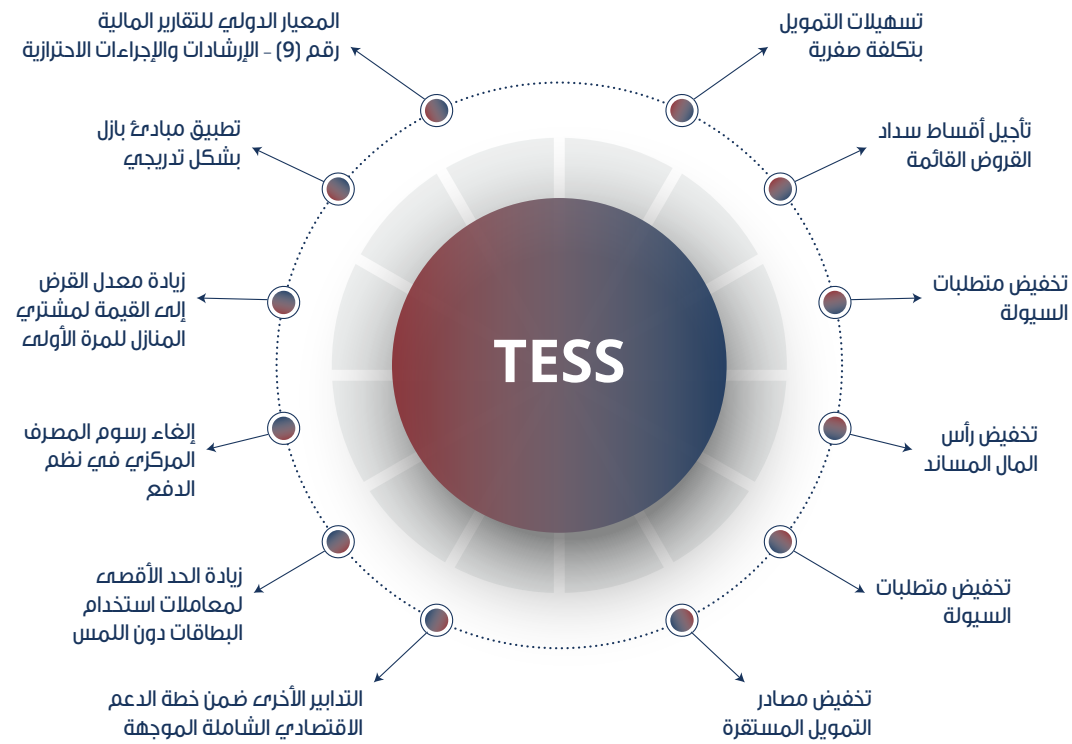 تسهيلات التمويل
بتكلفة صفرية
تأجيل أقساط سداد
القروض القائمة
تخفيض متطلبات
السيولة
تخفيض رأس
المال المساند
تخفيض متطلبات
السيولة
تخفيض مصادر
التمويل المستقرة
المعيار الدولي للتقارير المالية
رقم (9) - الإرشادات والإجراءات الاحترازية
تطبيق مبادئ بازل
بشكل تدريجي
زيادة معدل القرض
إلى القيمة لمشتري
المنازل للمرة الأولى
إلغاء رسوم المصرف
المركزي في نظم
الدفع
زيادة الحد الأقصى
لمعاملات استخدام
البطاقات دون اللمس
التدابير الأخرى ضمن خطة الدعم
الاقتصادي الشاملة الموجهة
TESS